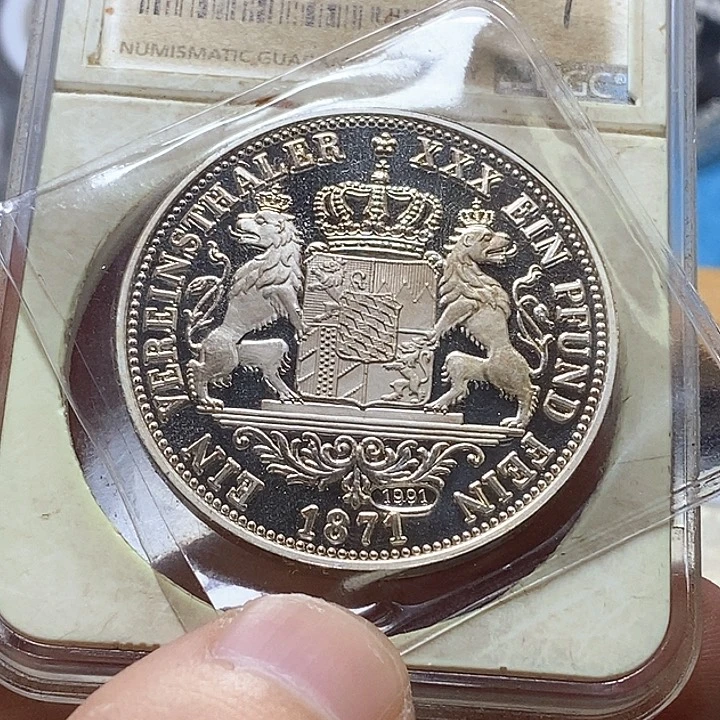 NUMISMATIC GUA
GC
EIN VEREINSTHALER XXX EIN PFUND FEIN
1991
1871